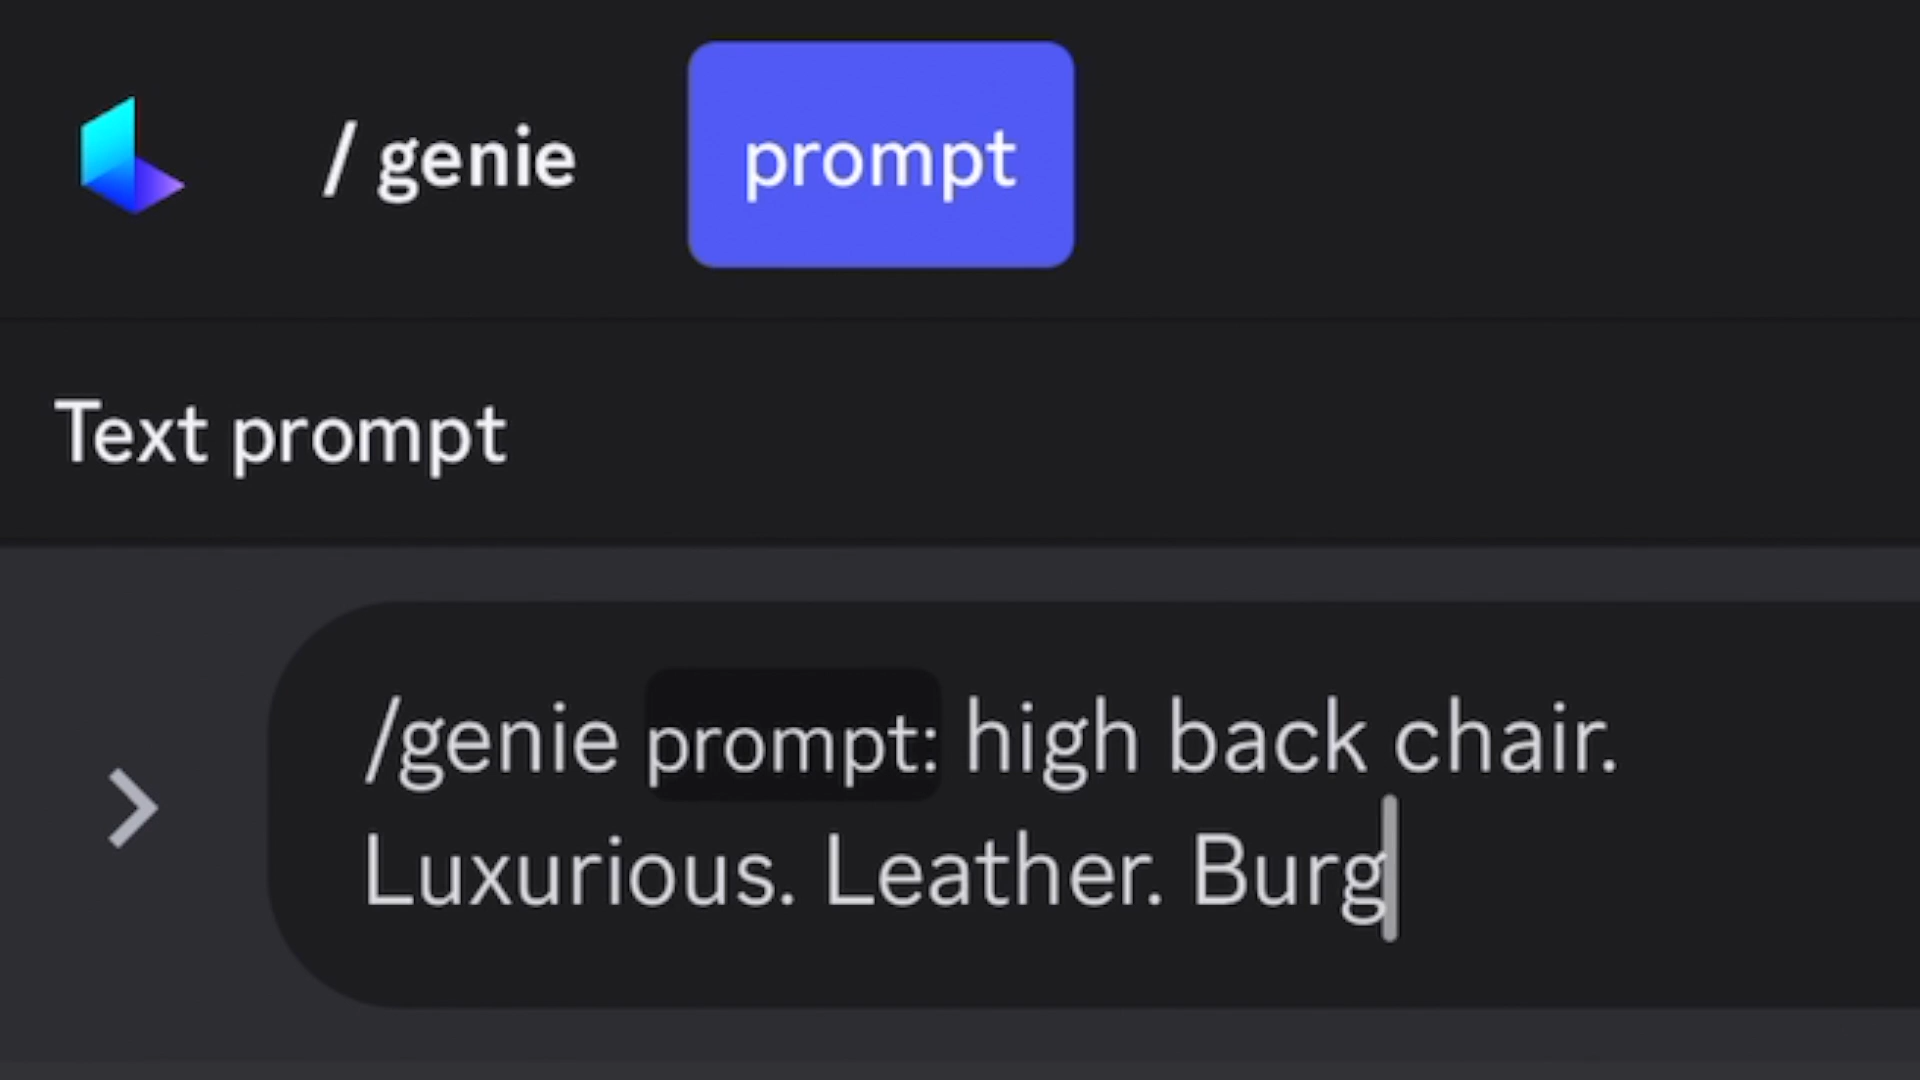 / genie prompt
Text prompt
/genie prompt: high back chair.
Luxurious. Leather. Burg